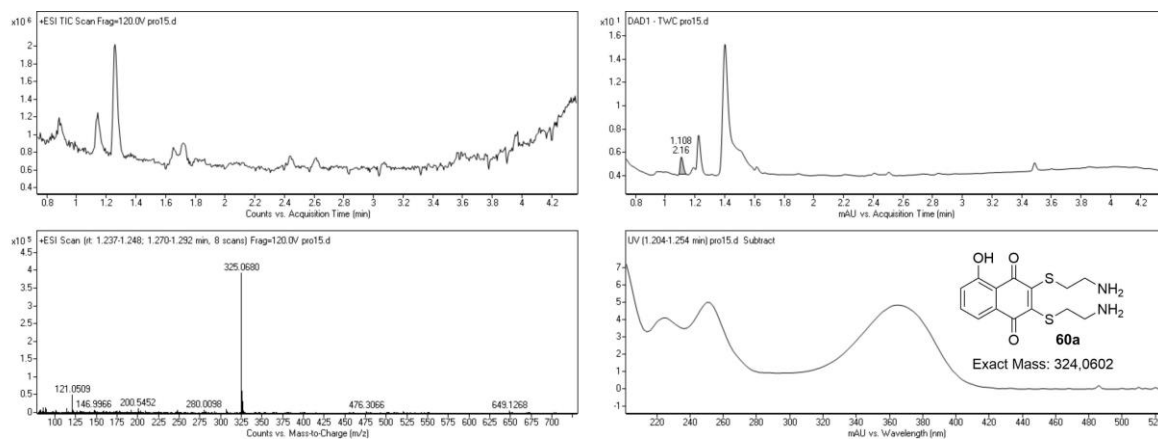 x10⁶ +ESI TIC Scan Frag=120.0V pro15.d
2
1.8
1.6
1.4
1.2
1
0.8
0.6
0.4
0.8 1 1.2 1.4 1.6 1.8 2 2.2 2.4 2.6 2.8 3 3.2 3.4 3.6 3.8 4 4.2
Counts vs. Acquisition Time (min)
x10¹ DAD1 - TWC pro15.d
1.6
1.4
1.2
1
0.8
0.6
0.4
1.108
2.16
0.8 1 1.2 1.4 1.6 1.8 2 2.2 2.4 2.6 2.8 3 3.2 3.4 3.6 3.8 4 4.2
mAU vs. Acquisition Time (min)
x10⁵ +ESI Scan (rt: 1.237-1.248; 1.270-1.292 min, 8 scans) Frag=120.0V pro15.d
4.5
4
3.5
3
2.5
2
1.5
1
0.5
0
325.0680
121.0509
146.9966
200.5452
280.0098
476.3066
649.1268
100 125 150 175 200 225 250 275 300 325 350 375 400 425 450 475 500 525 550 575 600 625 650 675 700
Counts vs. Mass-to-Charge (m/z)
UV (1.204-1.254 min) pro15.d Subtract
7
6
5
4
3
2
1
0
-1
OH
O
S
NH₂
S
NH₂
O
60a
Exact Mass: 324,0602
220 240 260 280 300 320 340 360 380 400 420 440 460 480 500 52
mAU vs. Wavelength (nm)